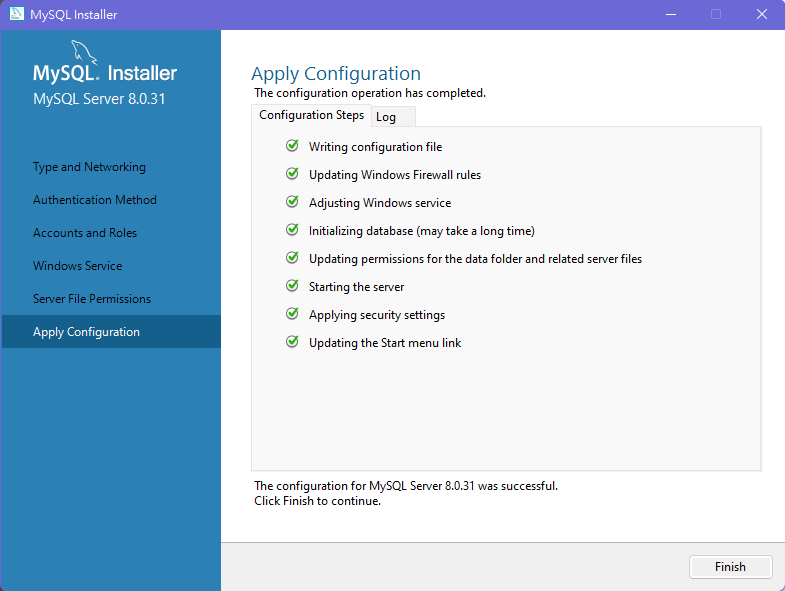 MySQL Installer
MySQL. Installer
MySQL Server 8.0.31
Type and Networking
Authentication Method
Accounts and Roles
Windows Service
Server File Permissions
Apply Configuration
Apply Configuration
The configuration operation has completed.
Configuration Steps
Log
Writing configuration file
Updating Windows Firewall rules
Adjusting Windows service
Initializing database (may take a long time)
Updating permissions for the data folder and related server files
Starting the server
Applying security settings
Updating the Start menu link
The configuration for MySQL Server 8.0.31 was successful.
Click Finish to continue.
Finish